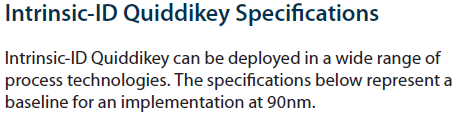 Intrinsic-ID Quiddikey Specifications
Intrinsic-ID Quiddikey can be deployed in a wide range of
process technologies. The specifications below represent a
baseline for an implementation at 90nm.